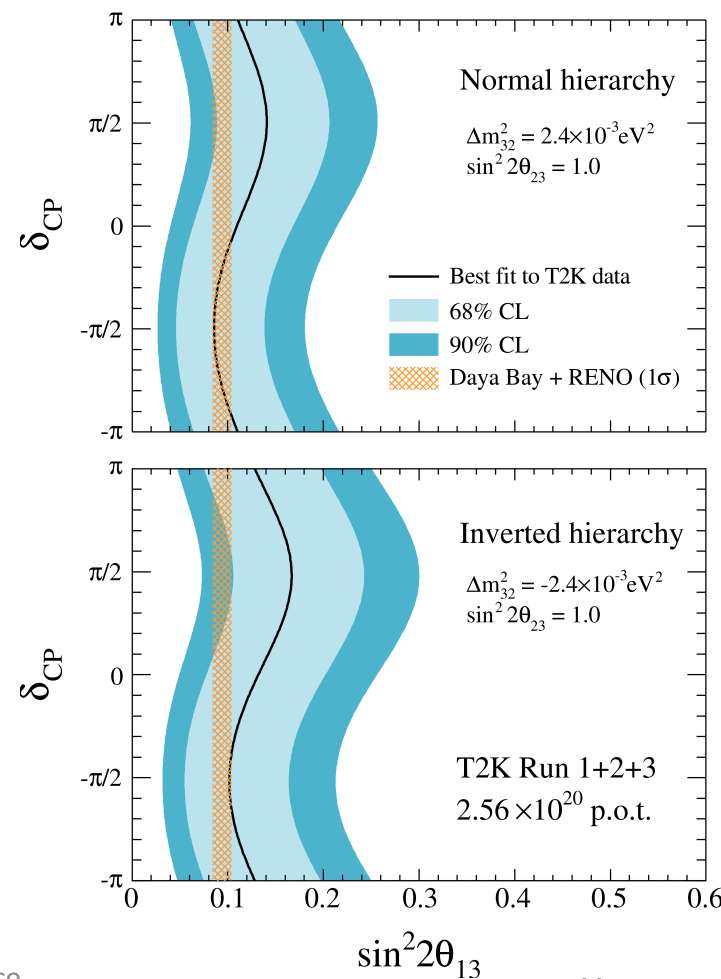 π
Normal hierarchy
Δm²₃₂ = 2.4×10⁻³eV²
π/2
sin² 2θ₂₃ = 1.0
δCP
0
Best fit to T2K data
68% CL
-π/2
90% CL
Daya Bay + RENO (1σ)
-π
π
Inverted hierarchy
π/2
Δm²₃₂ = -2.4×10⁻³eV²
sin² 2θ₂₃ = 1.0
δCP
0
-π/2
T2K Run 1+2+3
2.56×10²⁰ p.o.t.
-π
0 0.1 0.2 0.3 0.4 0.5 0.6
sin²2θ₁₃